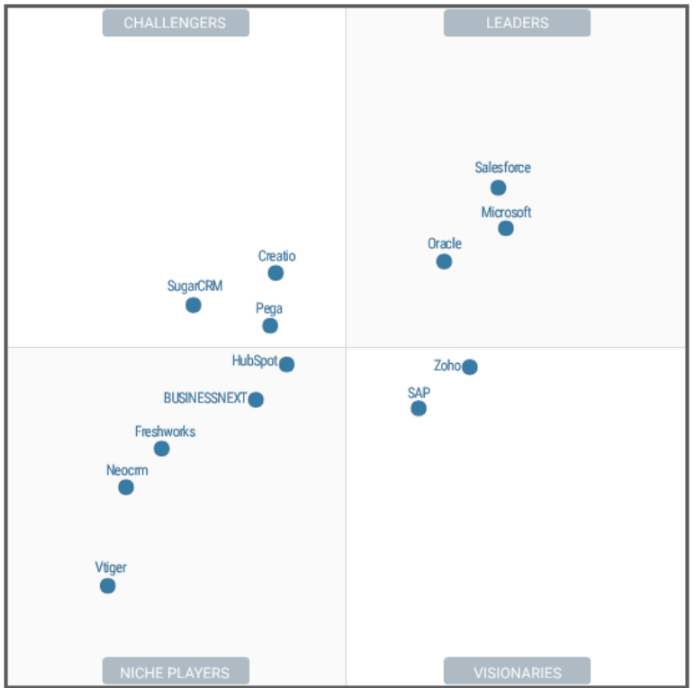 CHALLENGERS
LEADERS
Salesforce
Microsoft
Oracle
Creatio
SugarCRM
Pega
HubSpot
Zoho
BUSINESSNEXT
SAP
Freshworks
Neocrm
Vtiger
NICHE PLAYERS
VISIONARIES